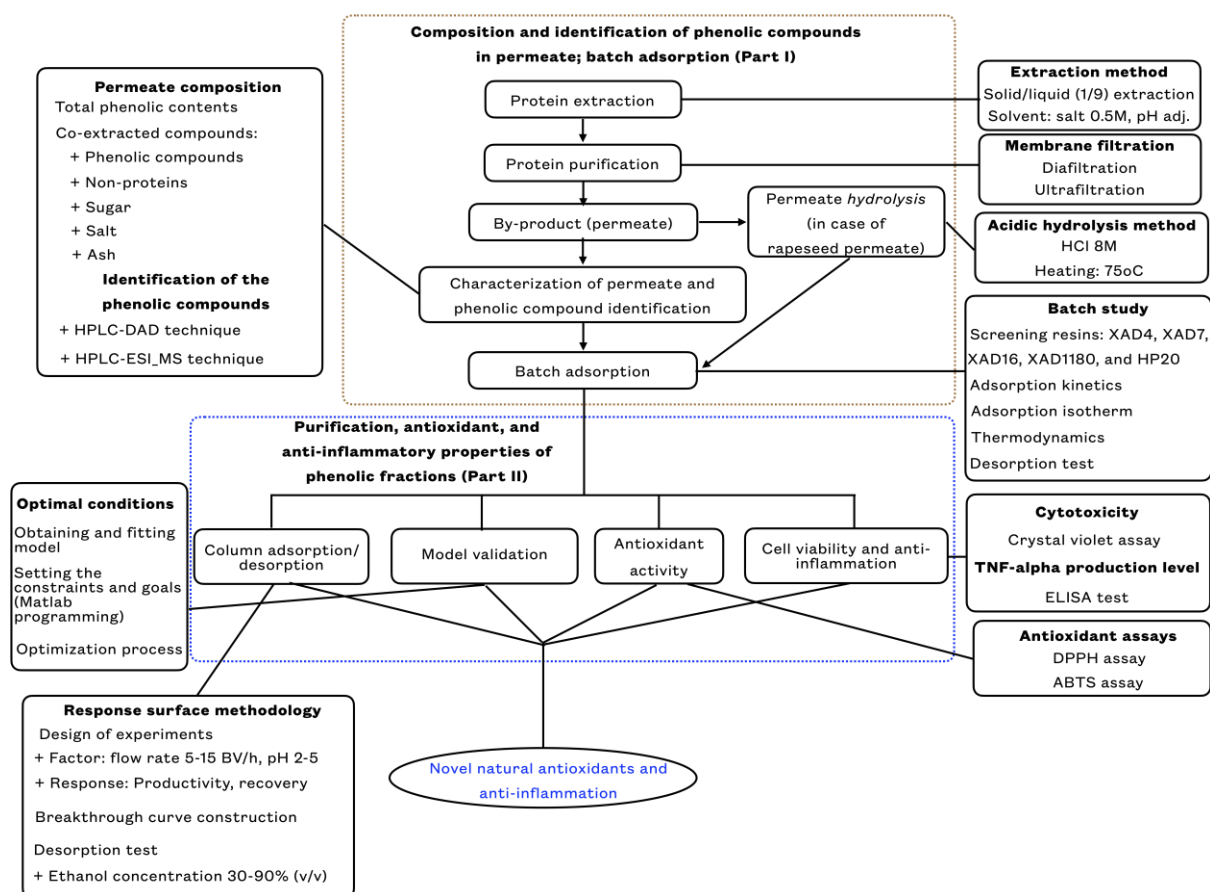 Composition and identification of phenolic compounds
in permeate; batch adsorption (Part I)
Protein extraction
Protein purification
By-product (permeate)
Permeate hydrolysis
(in case of
rapeseed permeate)
Characterization of permeate and
phenolic compound identification
Batch adsorption
Permeate composition
Total phenolic contents
Co-extracted compounds:
+ Phenolic compounds
+ Non-proteins
+ Sugar
+ Salt
+ Ash
Identification of the
phenolic compounds
+ HPLC-DAD technique
+ HPLC-ESI_MS technique
Extraction method
Solid/liquid (1/9) extraction
Solvent: salt 0.5M, pH adj.
Membrane filtration
Diafiltration
Ultrafiltration
Acidic hydrolysis method
HCl 8M
Heating: 75oC
Batch study
Screening resins: XAD4, XAD7,
XAD16, XAD1180, and HP20
Adsorption kinetics
Adsorption isotherm
Thermodynamics
Desorption test
Purification, antioxidant, and
anti-inflammatory properties of
phenolic fractions (Part II)
Column adsorption/
desorption
Model validation
Antioxidant
activity
Cell viability and anti-
inflammation
Optimal conditions
Obtaining and fitting
model
Setting the
constraints and goals
(Matlab
programming)
Optimization process
Cytotoxicity
Crystal violet assay
TNF-alpha production level
ELISA test
Antioxidant assays
DPPH assay
ABTS assay
Response surface methodology
Design of experiments
+ Factor: flow rate 5-15 BV/h, pH 2-5
+ Response: Productivity, recovery
Breakthrough curve construction
Desorption test
+ Ethanol concentration 30-90% (v/v)
Novel natural antioxidants and
anti-inflammation